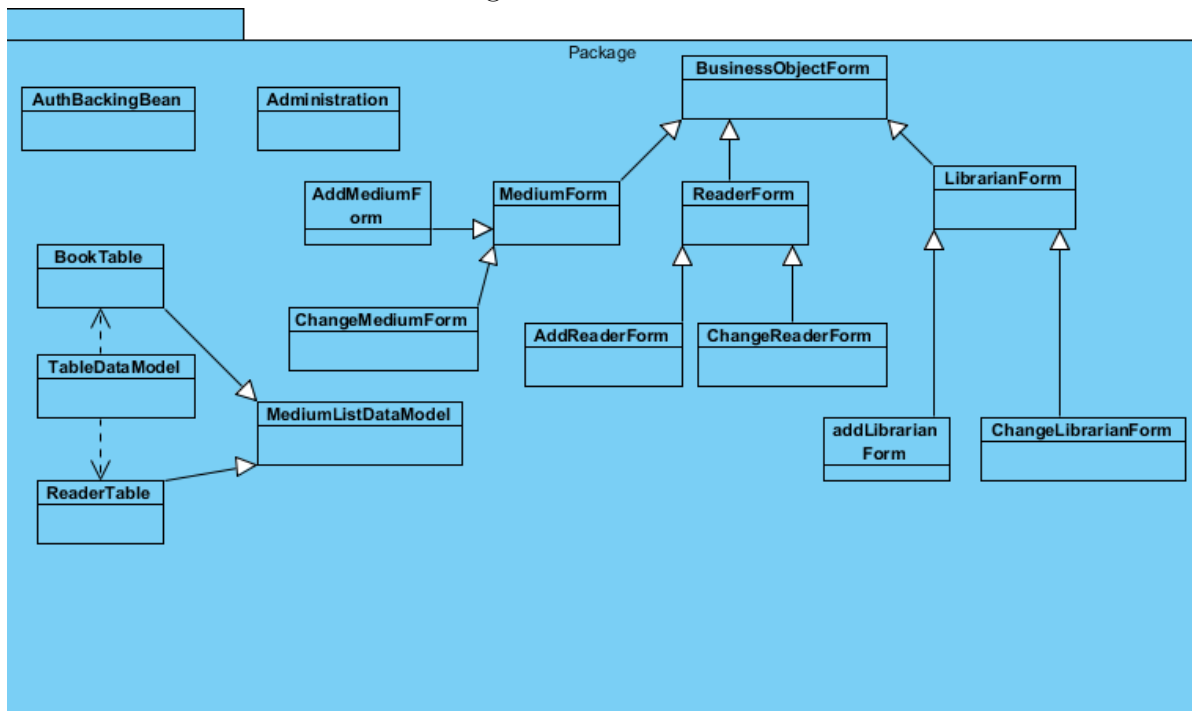 Package
BusinessObjectForm
AuthBackingBean
Administration
AddMediumF
orm
MediumForm
ReaderForm
LibrarianForm
BookTable
ChangeMediumForm
AddReaderForm
ChangeReaderForm
TableDataModel
MediumListDataModel
addLibrarian
Form
ChangeLibrarianForm
ReaderTable